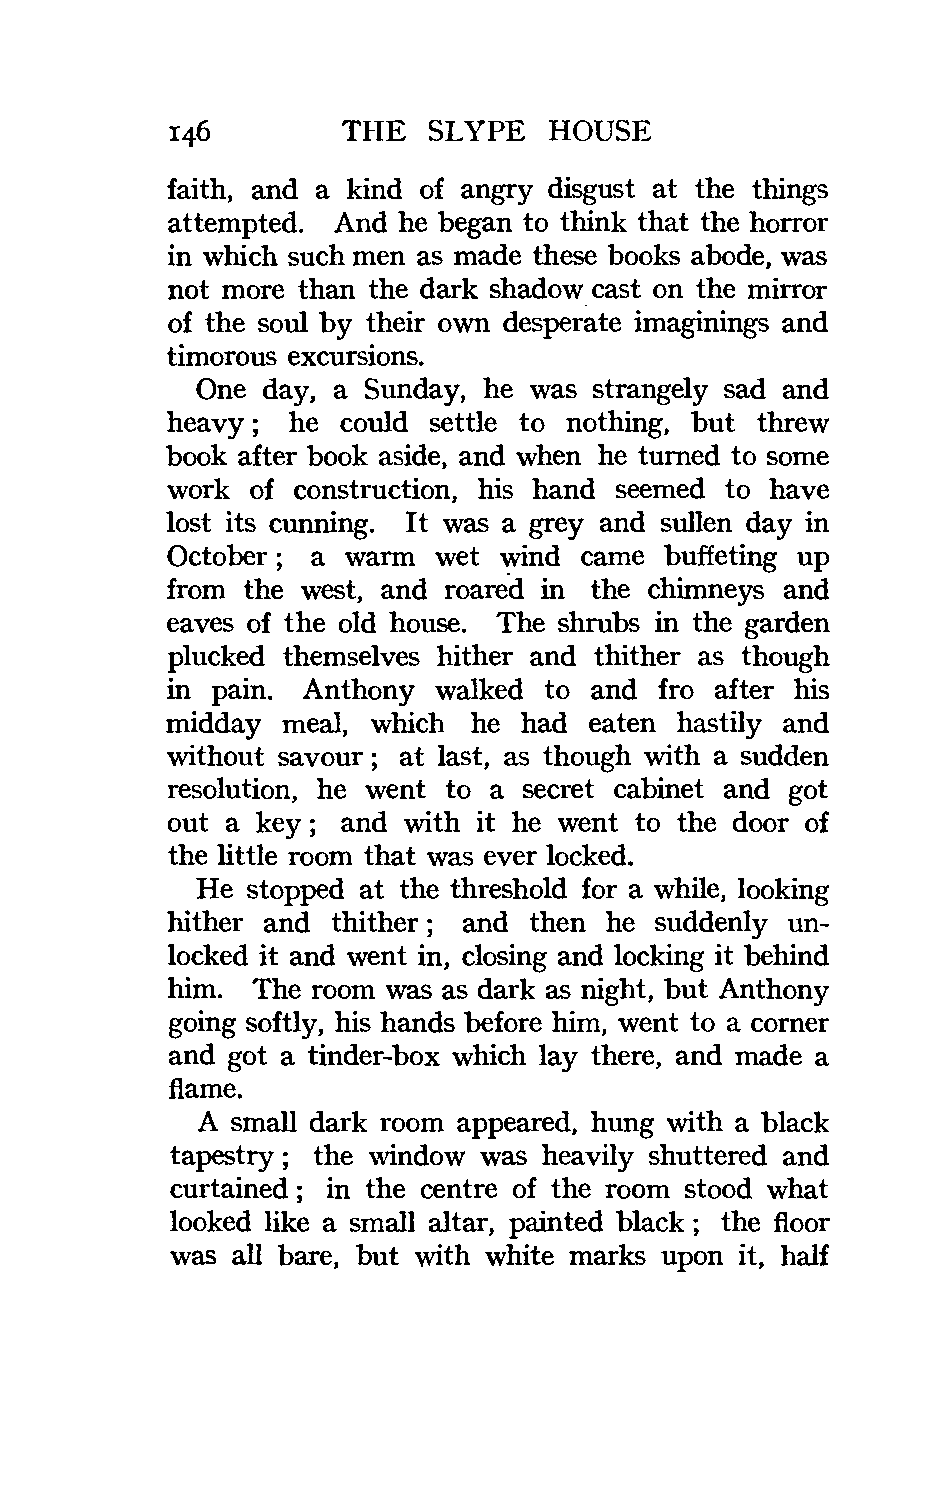 146 THE SLYPE HOUSE
faith, and a kind of angry disgust at the things
attempted. And he began to think that the horror
in which such men as made these books abode, was
not more than the dark shadow cast on the mirror
of the soul by their own desperate imaginings and
timorous excursions.
One day, a Sunday, he was strangely sad and
heavy ; he could settle to nothing, but threw
book after book aside, and when he turned to some
work of construction, his hand seemed to have
lost its cunning. It was a grey and sullen day in
October ; a warm wet wind came buffeting up
from the west, and roared in the chimneys and
eaves of the old house. The shrubs in the garden
plucked themselves hither and thither as though
in pain. Anthony walked to and fro after his
midday meal, which he had eaten hastily and
without savour ; at last, as though with a sudden
resolution, he went to a secret cabinet and got
out a key ; and with it he went to the door of
the little room that was ever locked.
He stopped at the threshold for a while, looking
hither and thither ; and then he suddenly un-
locked it and went in, closing and locking it behind
him. The room was as dark as night, but Anthony
going softly, his hands before him, went to a corner
and got a tinder-box which lay there, and made a
flame.
A small dark room appeared, hung with a black
tapestry ; the window was heavily shuttered and
curtained ; in the centre of the room stood what
looked like a small altar, painted black ; the floor
was all bare, but with white marks upon it, half